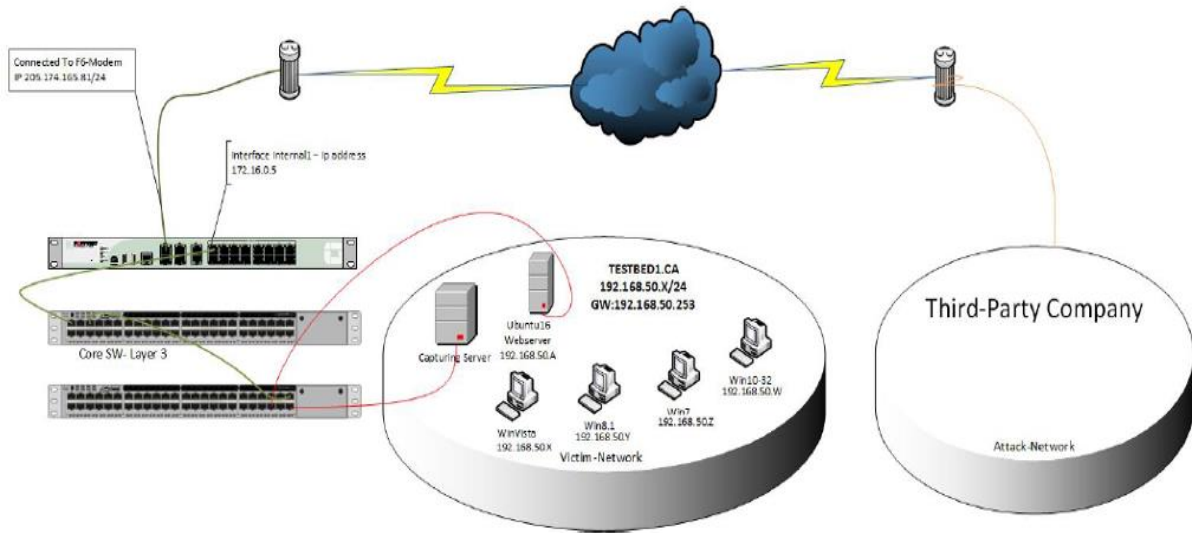 Connected To F6-Modem
IP 205.174.165.81/24
Interface Internal1 – Ip address
172.16.0.5
Core SW- Layer 3
TESTBED1.CA
192.168.50.X/24
GW:192.168.50.253
Capturing Server
Ubuntu16
Webserver
192.168.50.A
WinVista
192.168.50.X
Win8.1
192.168.50.Y
Win7
192.168.50.Z
Win10-32
192.168.50.W
Victim-Network
Third-Party Company
Attack-Network